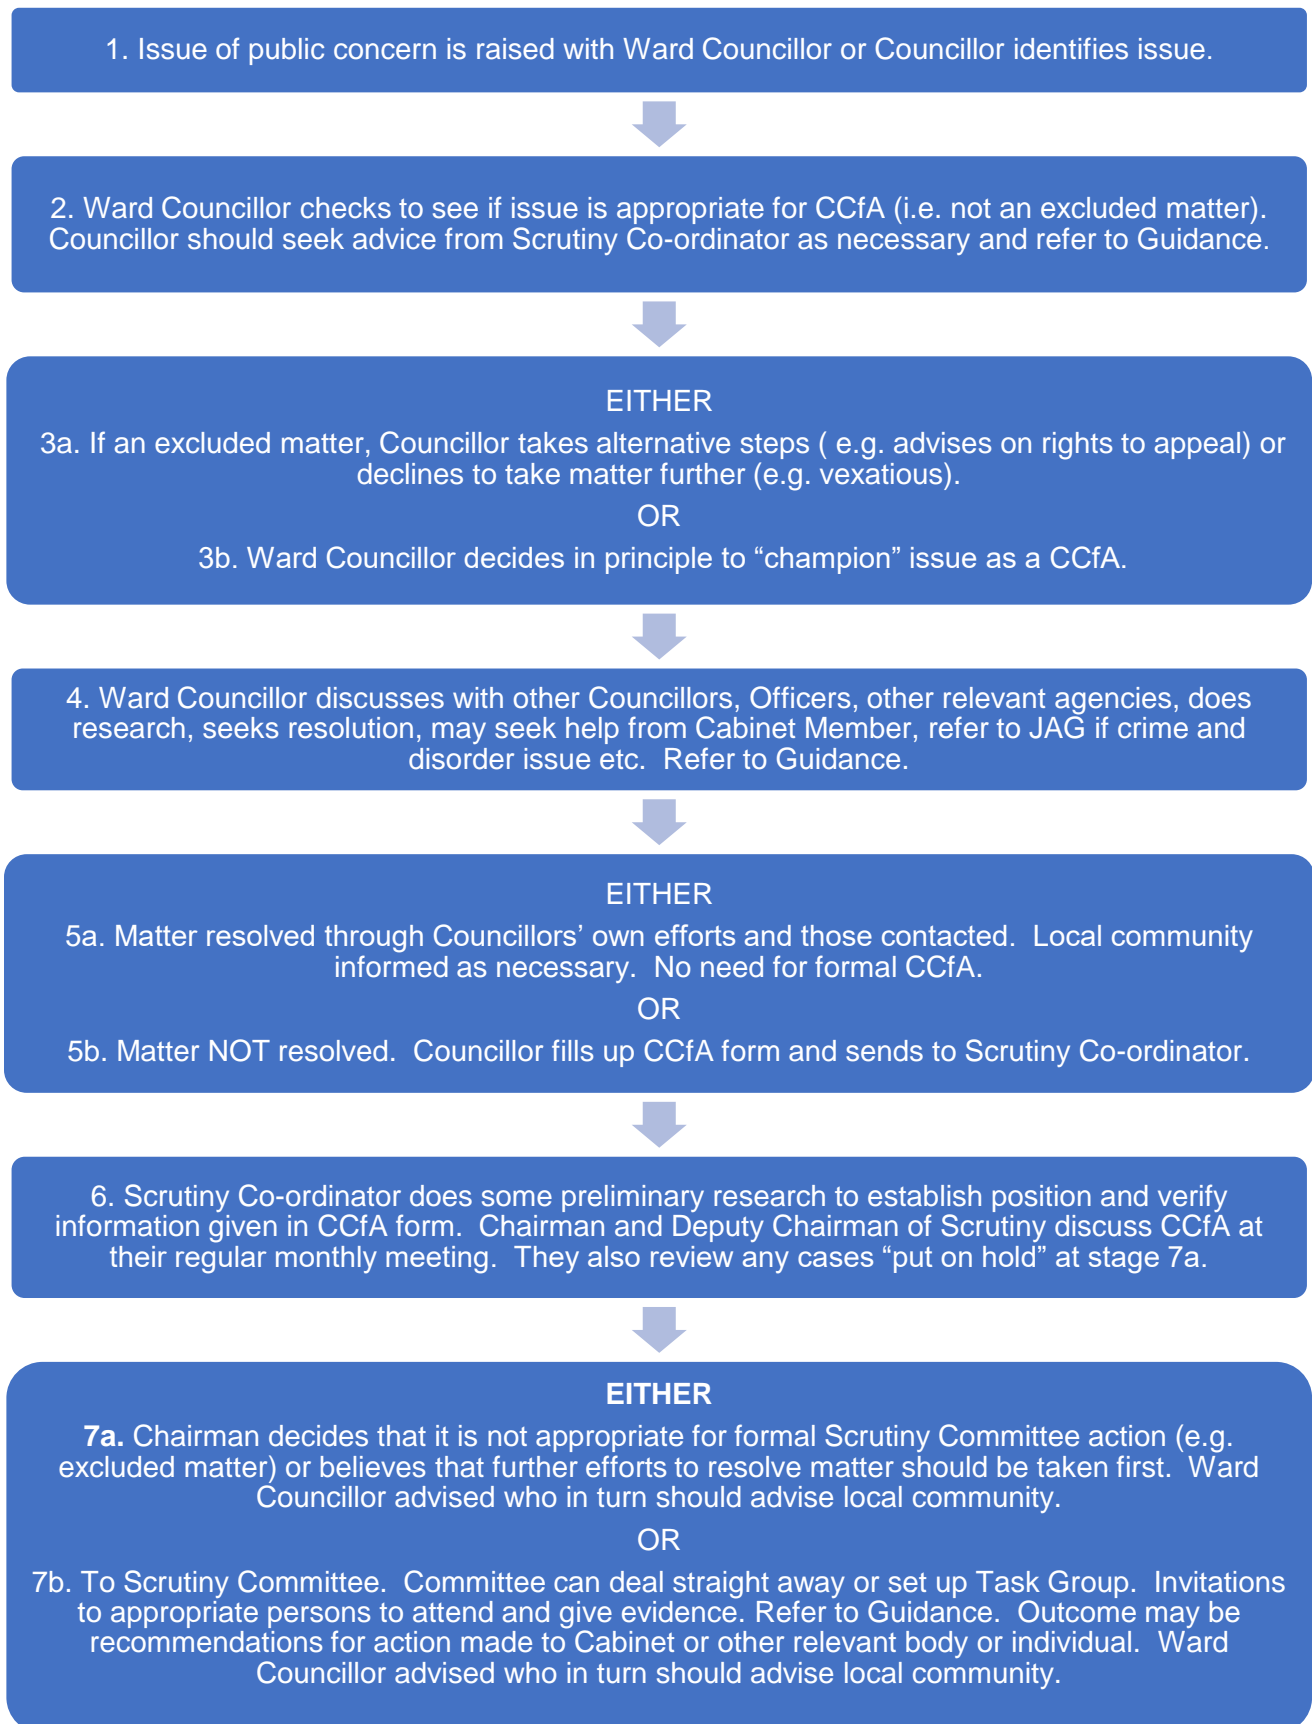 1. Issue of public concern is raised with Ward Councillor or Councillor identifies issue.
2. Ward Councillor checks to see if issue is appropriate for CCfA (i.e. not an excluded matter).
Councillor should seek advice from Scrutiny Co-ordinator as necessary and refer to Guidance.
EITHER
3a. If an excluded matter, Councillor takes alternative steps ( e.g. advises on rights to appeal) or
declines to take matter further (e.g. vexatious).
OR
3b. Ward Councillor decides in principle to “champion” issue as a CCfA.
4. Ward Councillor discusses with other Councillors, Officers, other relevant agencies, does
research, seeks resolution, may seek help from Cabinet Member, refer to JAG if crime and
disorder issue etc.  Refer to Guidance.
EITHER
5a. Matter resolved through Councillors’ own efforts and those contacted.  Local community
informed as necessary.  No need for formal CCfA.
OR
5b. Matter NOT resolved.  Councillor fills up CCfA form and sends to Scrutiny Co-ordinator.
6. Scrutiny Co-ordinator does some preliminary research to establish position and verify
information given in CCfA form.  Chairman and Deputy Chairman of Scrutiny discuss CCfA at
their regular monthly meeting.  They also review any cases “put on hold” at stage 7a.
EITHER
7a. Chairman decides that it is not appropriate for formal Scrutiny Committee action (e.g.
excluded matter) or believes that further efforts to resolve matter should be taken first.  Ward
Councillor advised who in turn should advise local community.
OR
7b. To Scrutiny Committee.  Committee can deal straight away or set up Task Group.  Invitations
to appropriate persons to attend and give evidence. Refer to Guidance.  Outcome may be
recommendations for action made to Cabinet or other relevant body or individual.  Ward
Councillor advised who in turn should advise local community.